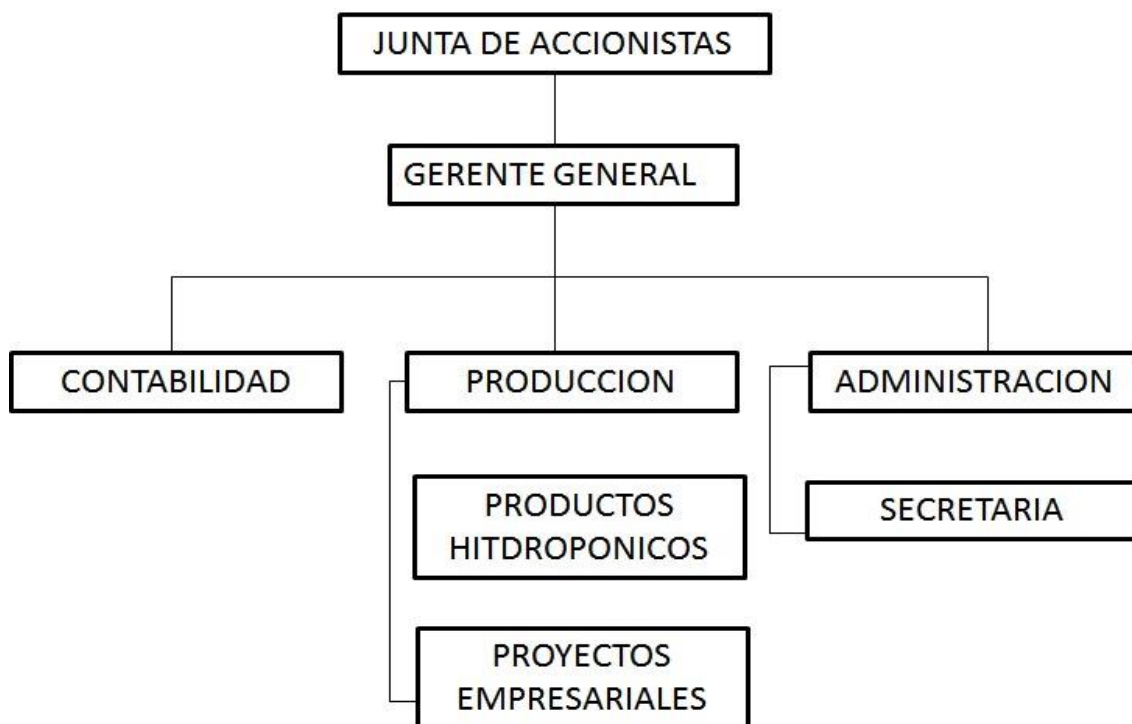 JUNTA DE ACCIONISTAS
GERENTE GENERAL
CONTABILIDAD
PRODUCCION
ADMINISTRACION
PRODUCTOS
HITDROPONICOS
SECRETARIA
PROYECTOS
EMPRESARIALES